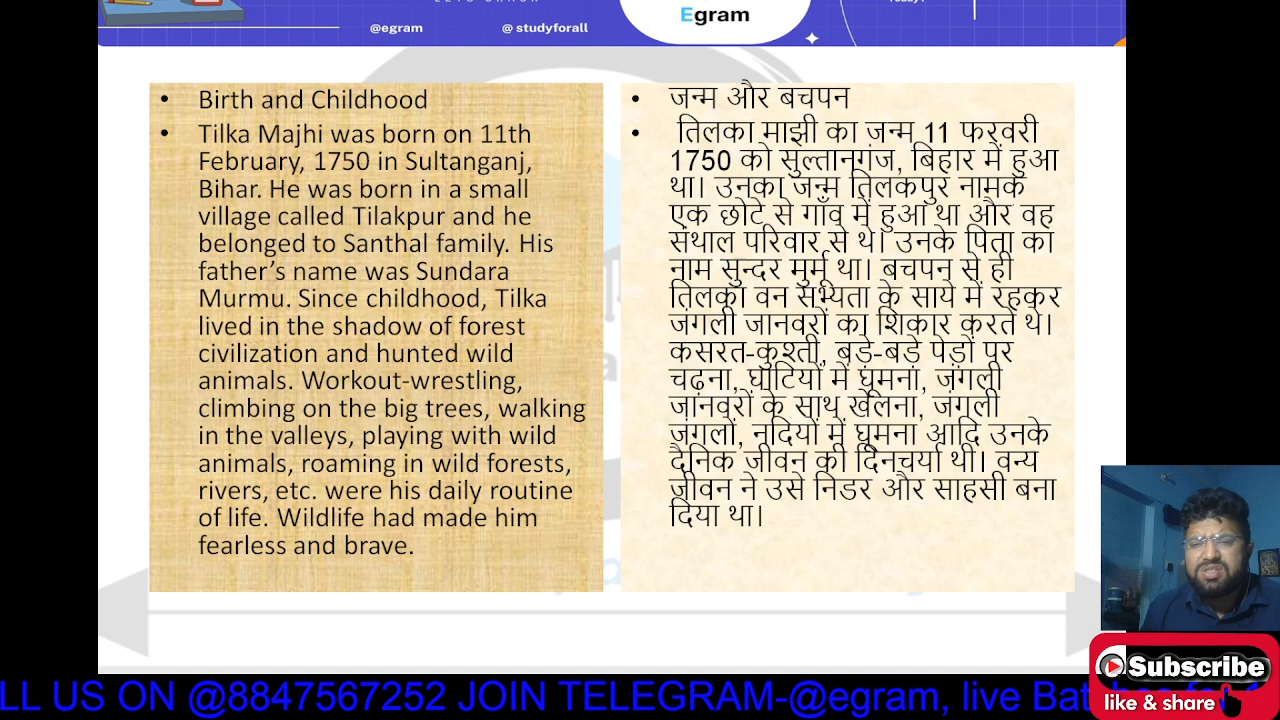 @egram
@ studyforall
Egram
• Birth and Childhood
• Tilka Majhi was born on 11th
February, 1750 in Sultanganj,
Bihar. He was born in a small
village called Tilakpur and he
belonged to Santhal family. His
father’s name was Sundara
Murmu. Since childhood, Tilka
lived in the shadow of forest
civilization and hunted wild
animals. Workout-wrestling,
climbing on the big trees, walking
in the valleys, playing with wild
animals, roaming in wild forests,
rivers, etc. were his daily routine
of life. Wildlife had made him
fearless and brave.
• जन्म और बचपन
• तिलका माझी का जन्म 11 फरवरी
1750 को सुल्तानगंज, बिहार में हुआ
था। उनका जन्म तिलकपुर नामक
एक छोटे से गाँव में हुआ था और वह
संथाल परिवार से थे। उनके पिता का
नाम सुन्दर मुर्मू था। बचपन से ही
तिलका वन सभ्यता के साये में रहकर
जंगली जानवरों का शिकार करते थे।
कसरत-कुश्ती, बड़े-बड़े पेड़ों पर
चढ़ना, घाटियों में घूमना, जंगली
जानवरों के साथ खेलना, जंगली
जंगलों, नदियों में घूमना आदि उनके
दैनिक जीवन की दिनचर्या थी। वन्य
जीवन ने उसे निडर और साहसी बना
दिया था।
Subscribe
like & share
LL US ON @8847567252 JOIN TELEGRAM-@egram, live Bat